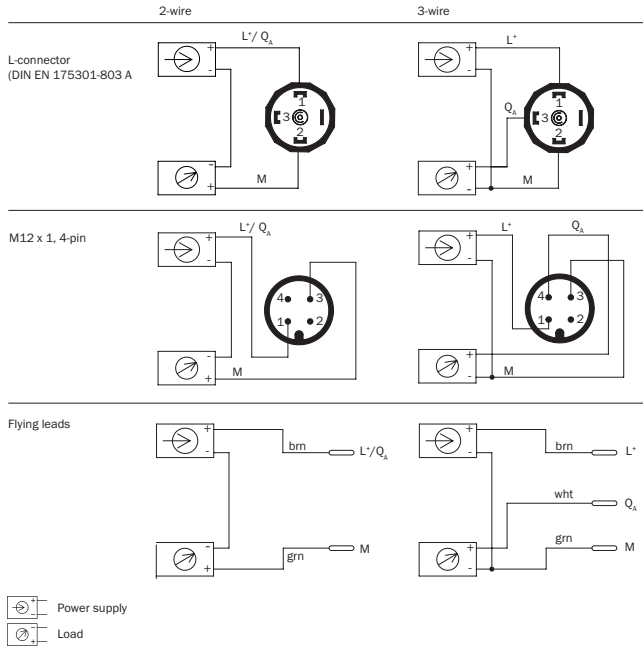 2-wire 3-wire
L-connector
(DIN EN 175301-803 A
+ L⁺/ Q_A
-
1
3
2
-
+ M
+ L⁺
-
Q_A
1
3
2
+
- M
M12 x 1, 4-pin
+ L⁺/ Q_A
-
4 3
1 2
-
+ M
+ L⁺ Q_A
-
4 3
1 2
+
- M
Flying leads
+ brn L⁺/Q_A
-
-
+ grn M
+ brn L⁺
-
wht Q_A
+
- grn M
+
- Power supply
-
+ Load